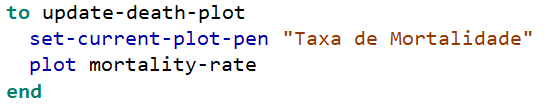 to update-death-plot
  set-current-plot-pen "Taxa de Mortalidade"
  plot mortality-rate
end